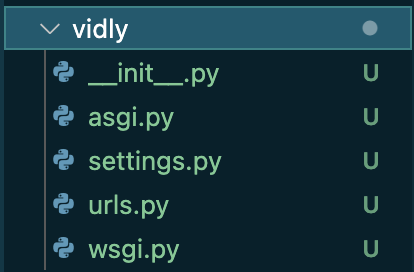 vidly
__init__.py U
asgi.py U
settings.py U
urls.py U
wsgi.py U